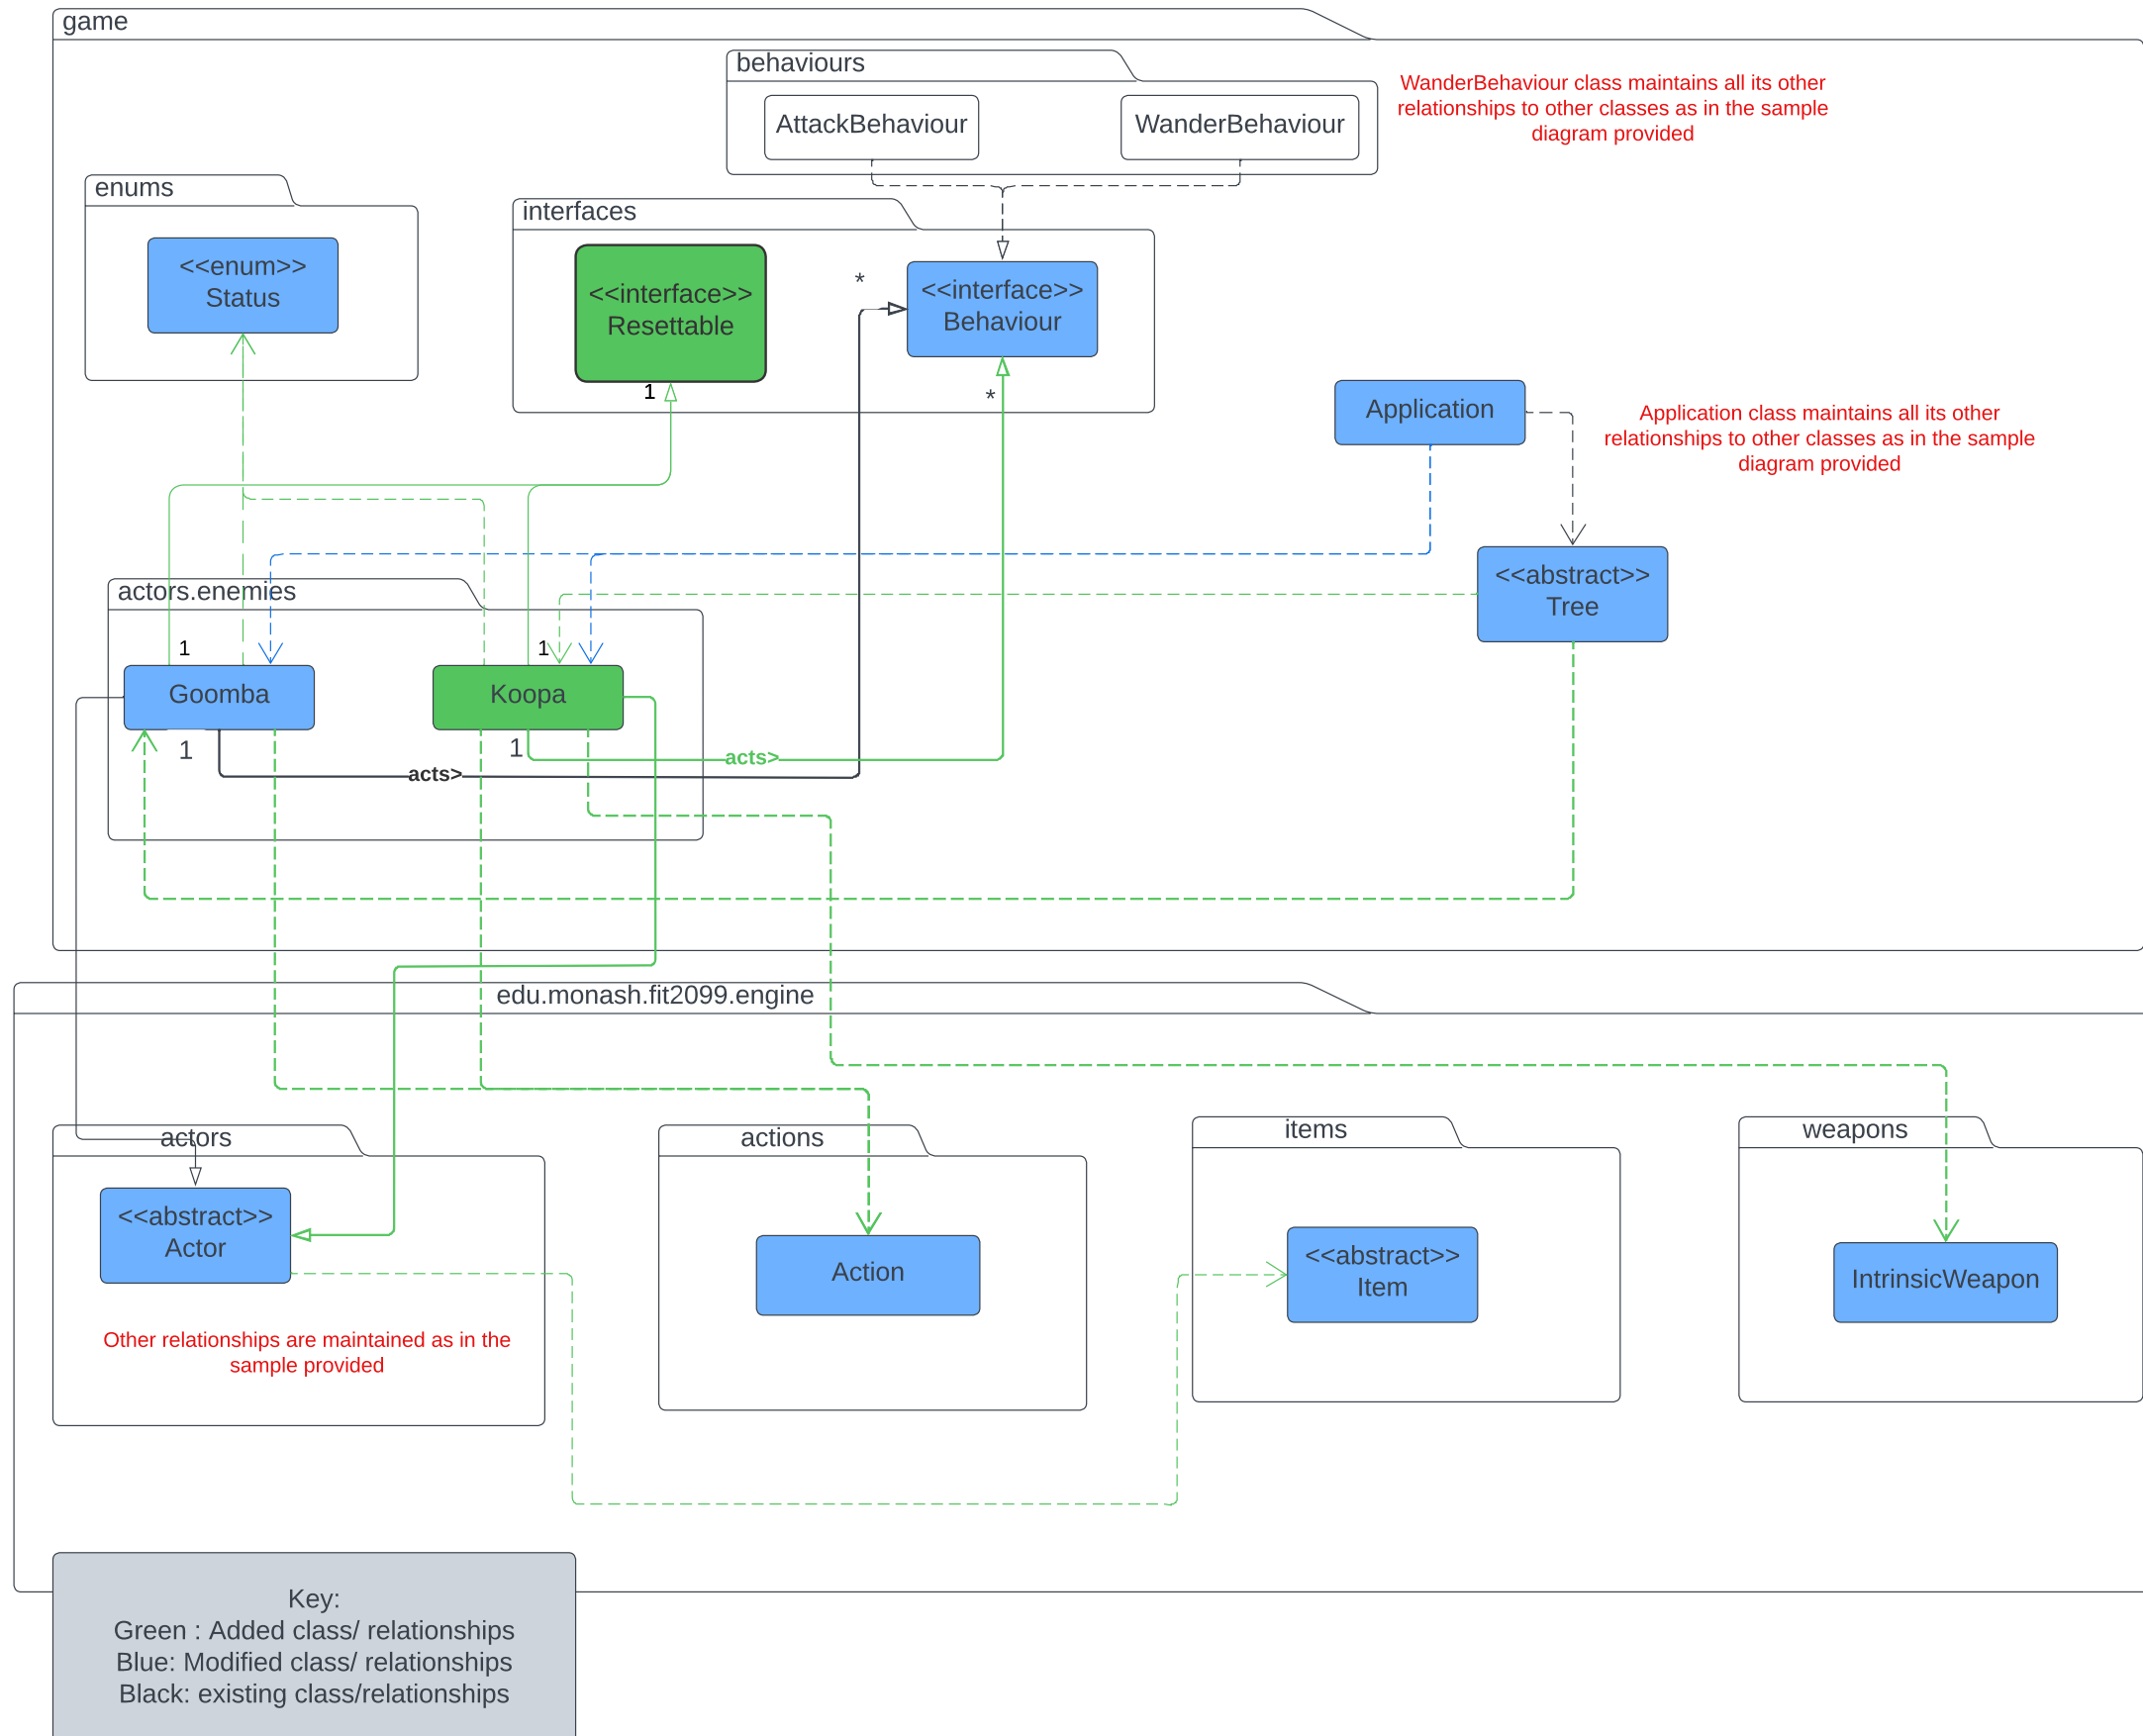 game
behaviours
AttackBehaviour
WanderBehaviour
WanderBehaviour class maintains all its other
relationships to other classes as in the sample
diagram provided
enums
<<enum>>
Status
interfaces
<<interface>>
Resettable
1
*
<<interface>>
Behaviour
*
Application
Application class maintains all its other
relationships to other classes as in the sample
diagram provided
<<abstract>>
Tree
actors.enemies
1
1
Goomba
Koopa
1
1
acts>
acts>
edu.monash.fit2099.engine
actors
<<abstract>>
Actor
Other relationships are maintained as in the
sample provided
actions
Action
items
<<abstract>>
Item
weapons
IntrinsicWeapon
Key:
Green : Added class/ relationships
Blue: Modified class/ relationships
Black: existing class/relationships